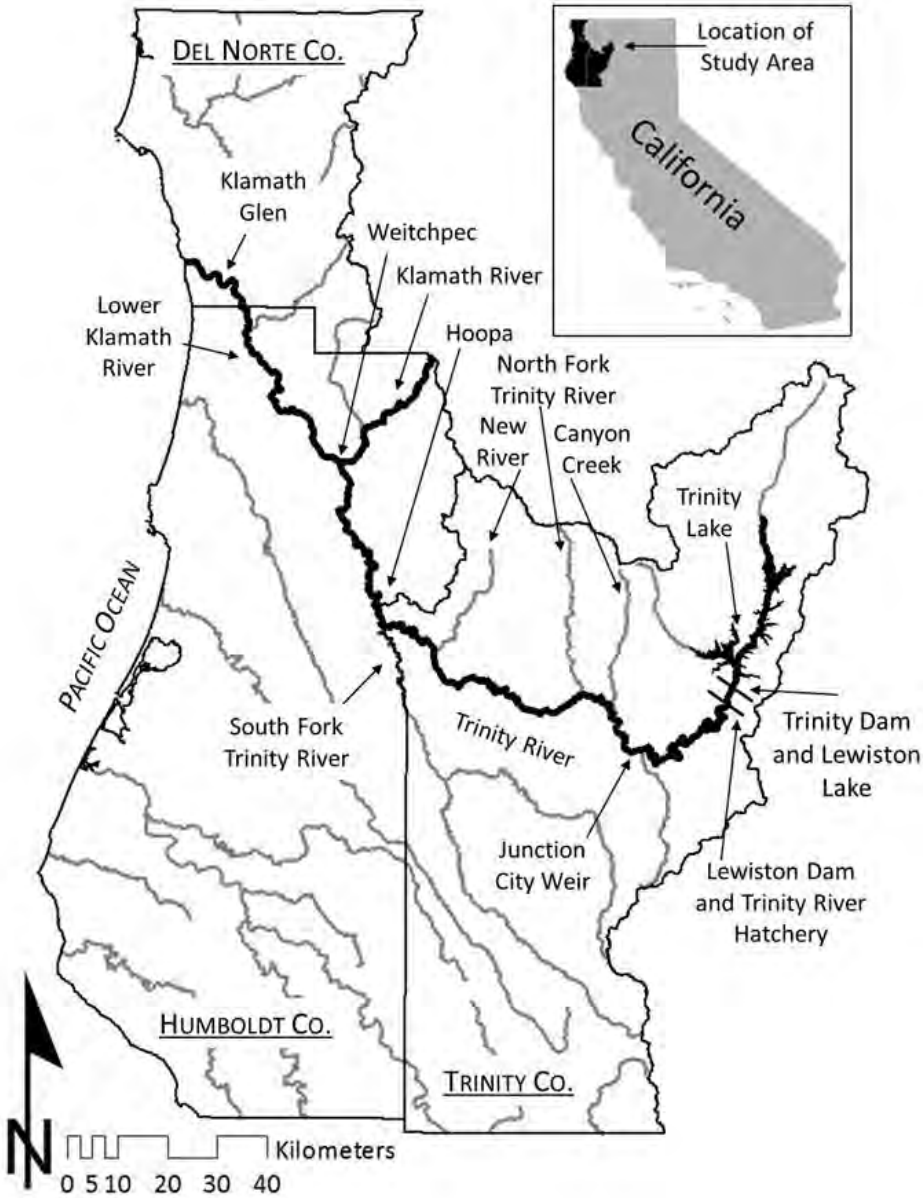 DEL NORTE CO.
Location of
Study Area
California
Klamath
Glen
Weitchpec
Klamath River
Lower
Klamath
River
Hoopa
North Fork
Trinity River
New
River
Canyon
Creek
Trinity
Lake
PACIFIC OCEAN
South Fork
Trinity River
Trinity River
Trinity Dam
and Lewiston
Lake
Junction
City Weir
Lewiston Dam
and Trinity River
Hatchery
HUMBOLDT CO.
TRINITY CO.
N
Kilometers
0 5 10 20 30 40